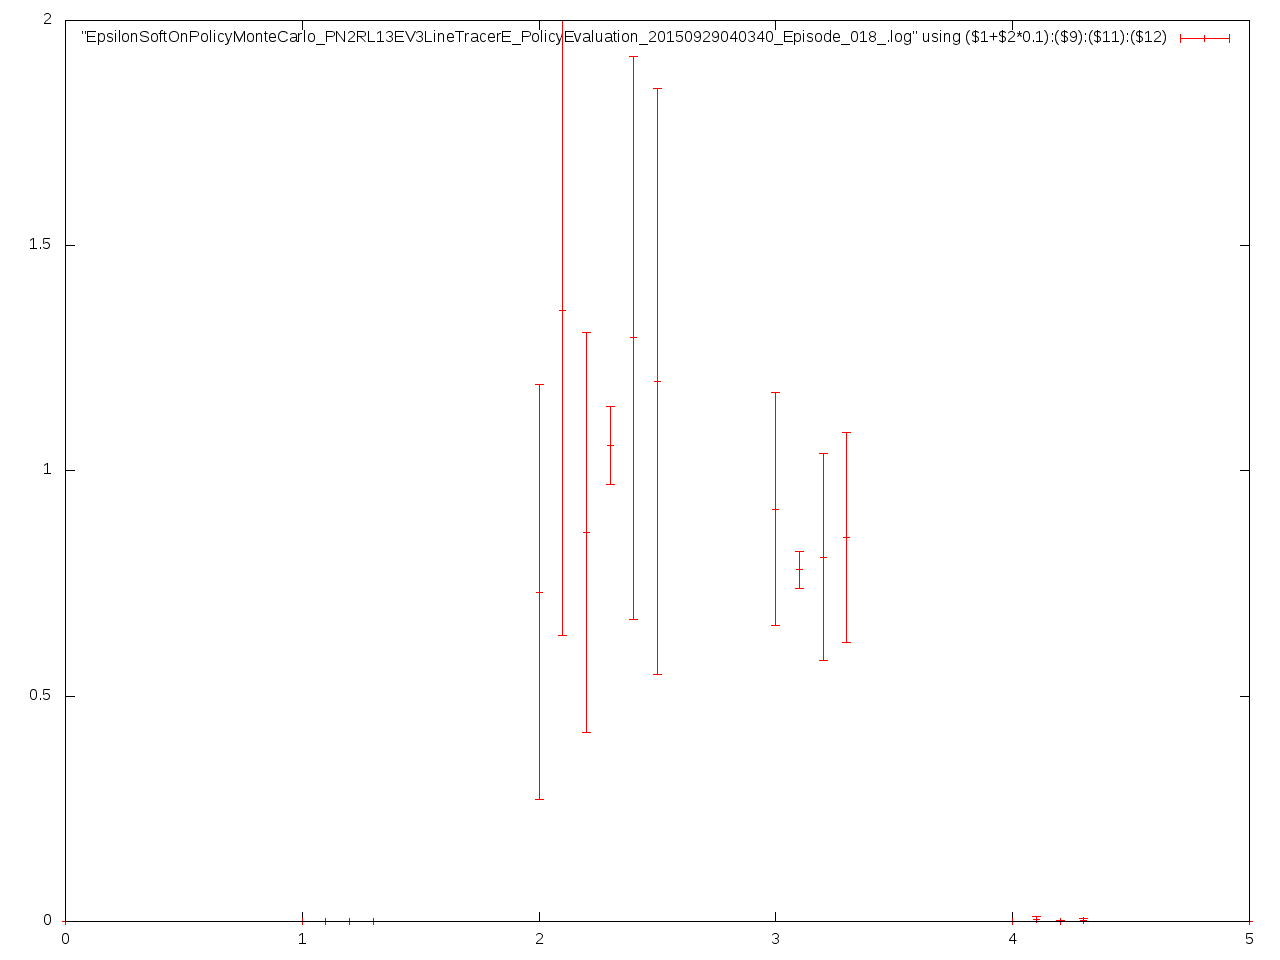 2
"EpsilonSoftOnPolicyMonteCarlo_PN2RL13EV3LineTracerE_PolicyEvaluation_20150929040340_Episode_018_.log" using ($1+$2*0.1):($9):($11):($12)
1.5
1
0.5
0
0 1 2 3 4 5